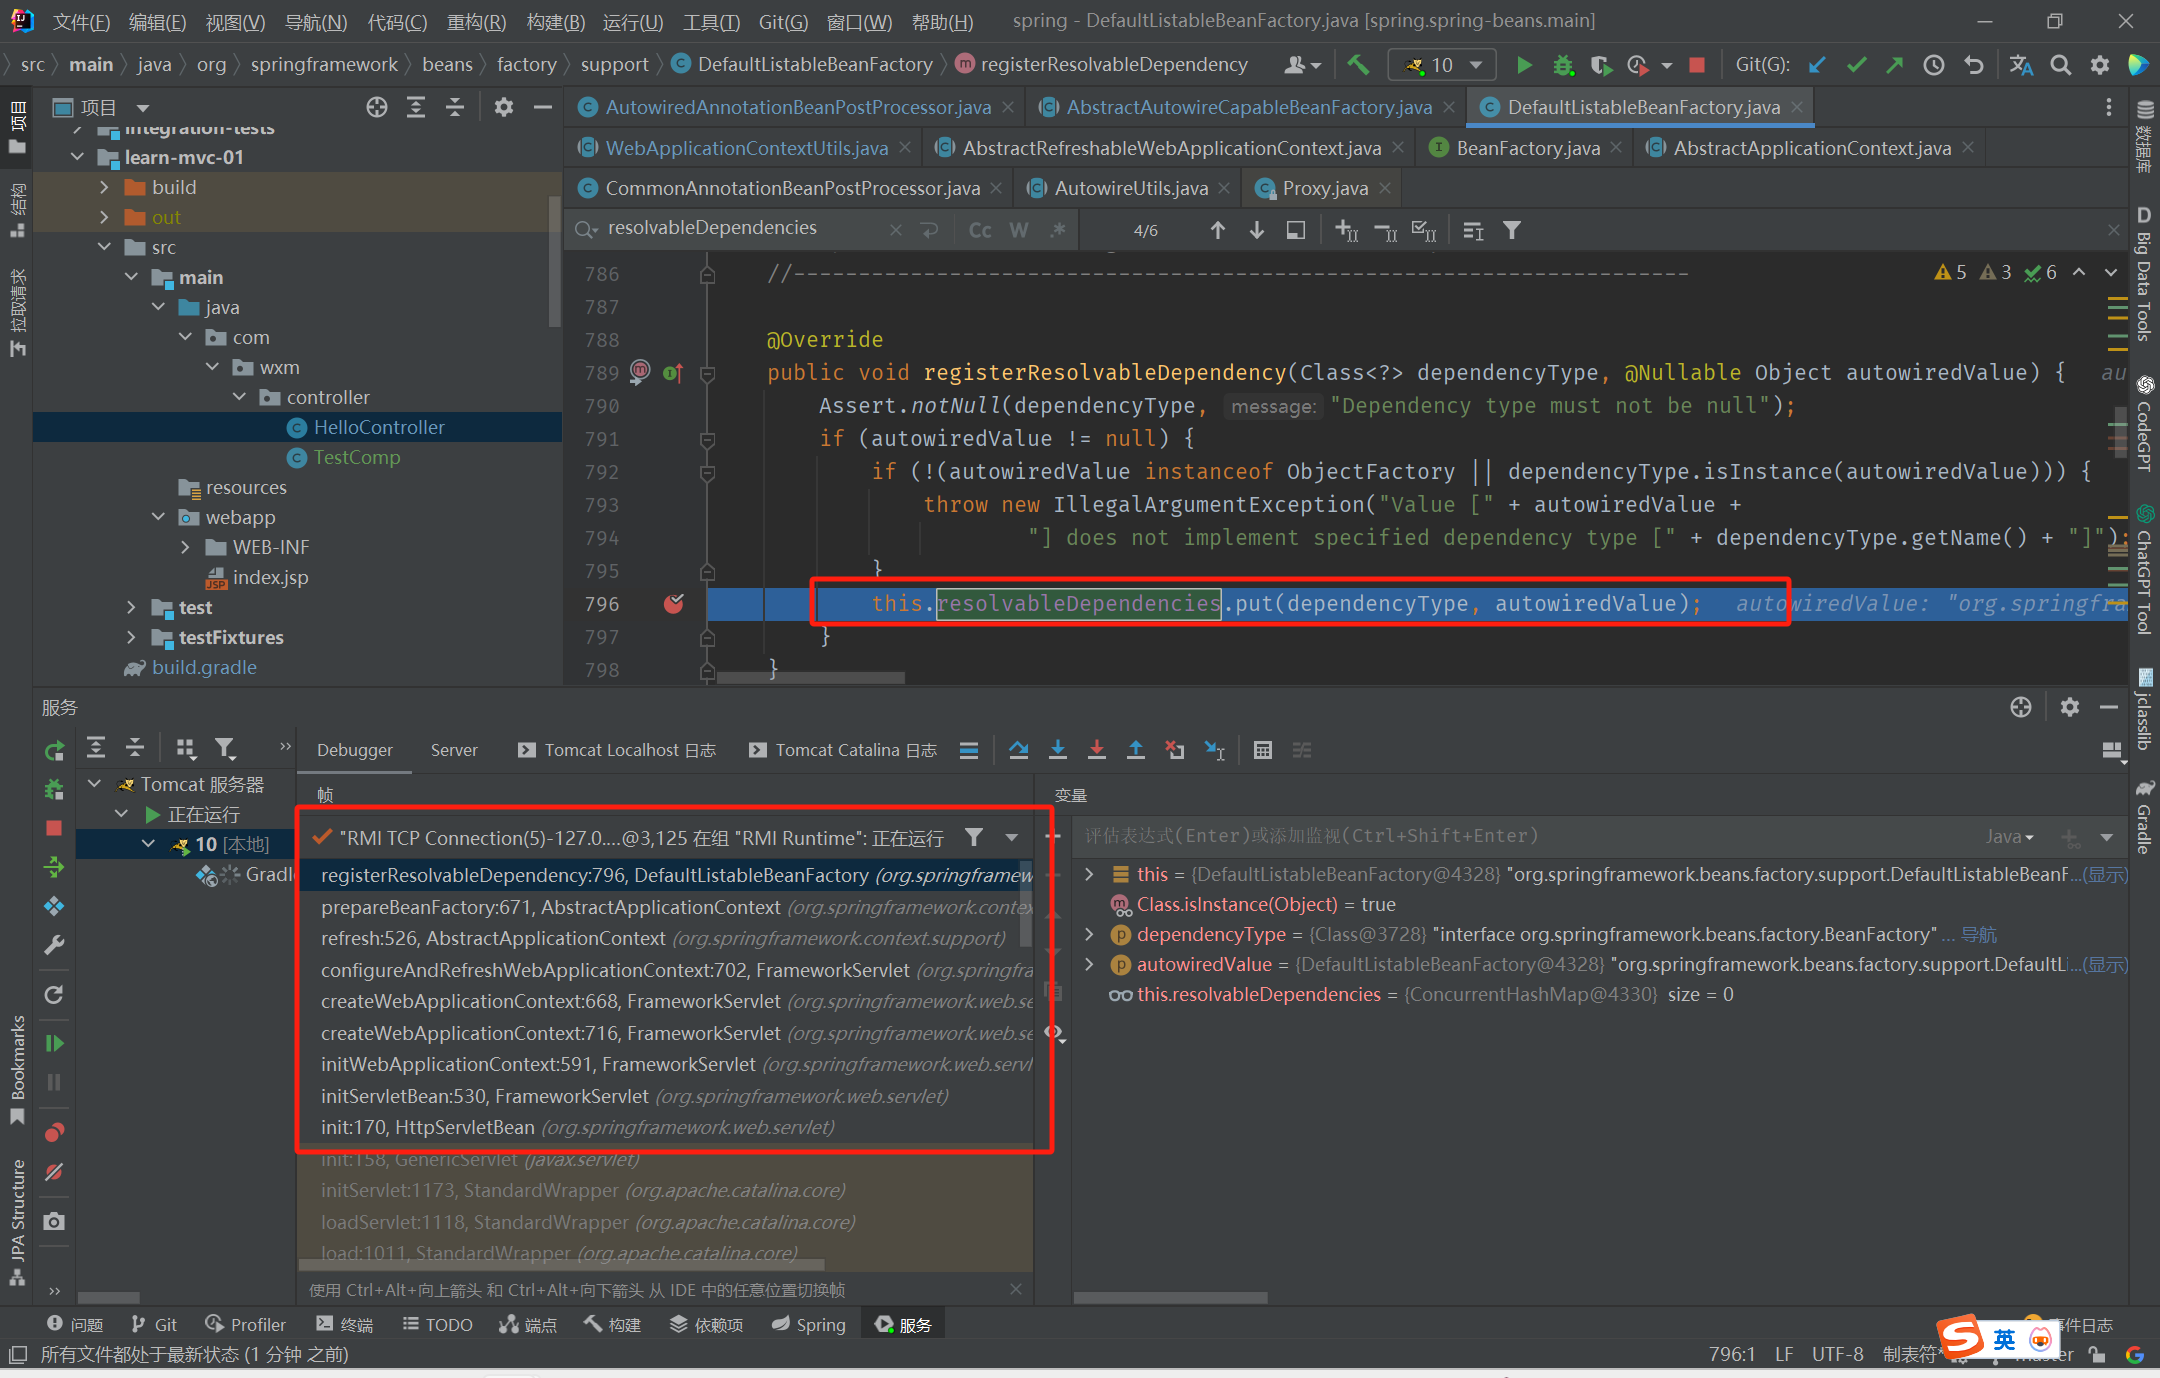 文件(F) 编辑(E) 视图(V) 导航(N) 代码(C) 重构(R) 构建(B) 运行(U) 工具(T) Git(G) 窗口(W) 帮助(H) spring - DefaultListableBeanFactory.java [spring.spring-beans.main]
src main java org springframework beans factory support DefaultListableBeanFactory registerResolvableDependency 10 Git(G):
项目
AutowiredAnnotationBeanPostProcessor.java AbstractAutowireCapableBeanFactory.java DefaultListableBeanFactory.java
WebApplicationContextUtils.java AbstractRefreshableWebApplicationContext.java BeanFactory.java AbstractApplicationContext.java
CommonAnnotationBeanPostProcessor.java AutowireUtils.java Proxy.java
resolvableDependencies Cc W .* 4/6
项目
结构
拉取请求
Bookmarks
JPA Structure
integration-tests
learn-mvc-01
build
out
src
main
java
com
wxm
controller
HelloController
TestComp
resources
webapp
WEB-INF
index.jsp
test
testFixtures
build.gradle
5 3 6
786 //---------------------------------------------------------------------
787
788 @Override
789 public void registerResolvableDependency(Class<?> dependencyType, @Nullable Object autowiredValue) { au
790 Assert.notNull(dependencyType, message: "Dependency type must not be null");
791 if (autowiredValue != null) {
792 if (!(autowiredValue instanceof ObjectFactory || dependencyType.isInstance(autowiredValue))) {
793 throw new IllegalArgumentException("Value [" + autowiredValue +
794 "] does not implement specified dependency type [" + dependencyType.getName() + "]");
795 }
796 this.resolvableDependencies.put(dependencyType, autowiredValue); autowiredValue: "org.springfra
797 }
798 }
数据库
D Big Data Tools
CodeGPT
ChatGPT Tool
jclasslib
Gradle
服务
Debugger Server Tomcat Localhost 日志 Tomcat Catalina 日志
Tomcat 服务器
正在运行
10 [本地]
Gradl
帧
"RMI TCP Connection(5)-127.0....@3,125 在组 "RMI Runtime": 正在运行
registerResolvableDependency:796, DefaultListableBeanFactory (org.springframew
prepareBeanFactory:671, AbstractApplicationContext (org.springframework.contex
refresh:526, AbstractApplicationContext (org.springframework.context.support)
configureAndRefreshWebApplicationContext:702, FrameworkServlet (org.springfra
createWebApplicationContext:668, FrameworkServlet (org.springframework.web.se
createWebApplicationContext:716, FrameworkServlet (org.springframework.web.se
initWebApplicationContext:591, FrameworkServlet (org.springframework.web.servl
initServletBean:530, FrameworkServlet (org.springframework.web.servlet)
init:170, HttpServletBean (org.springframework.web.servlet)
init:158, GenericServlet (javax.servlet)
initServlet:1173, StandardWrapper (org.apache.catalina.core)
loadServlet:1118, StandardWrapper (org.apache.catalina.core)
load:1011, StandardWrapper (org.apache.catalina.core)
使用 Ctrl+Alt+向上箭头 和 Ctrl+Alt+向下箭头 从 IDE 中的任意位置切换帧
变量
评估表达式(Enter)或添加监视(Ctrl+Shift+Enter) Java
this = {DefaultListableBeanFactory@4328} "org.springframework.beans.factory.support.DefaultListableBeanF...(显示)
Class.isInstance(Object) = true
dependencyType = {Class@3728} "interface org.springframework.beans.factory.BeanFactory"... 导航
autowiredValue = {DefaultListableBeanFactory@4328} "org.springframework.beans.factory.support.DefaultLi...(显示)
this.resolvableDependencies = {ConcurrentHashMap@4330} size = 0
问题 Git Profiler 终端 TODO 端点 构建 依赖项 Spring 服务 事件日志
所有文件都处于最新状态 (1 分钟 之前) 796:1 LF UTF-8 制表符* master
英